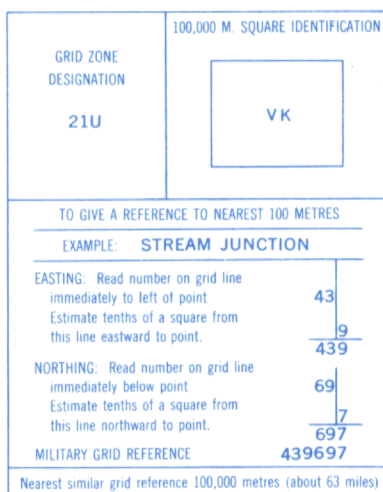 GRID ZONE
DESIGNATION
21U
100,000 M. SQUARE IDENTIFICATION
VK
TO GIVE A REFERENCE TO NEAREST 100 METRES
EXAMPLE: STREAM JUNCTION
EASTING: Read number on grid line
immediately to left of point 43
Estimate tenths of a square from
this line eastward to point. 9
439
NORTHING: Read number on grid line
immediately below point 69
Estimate tenths of a square from
this line northward to point. 7
697
MILITARY GRID REFERENCE 439697
Nearest similar grid reference 100,000 metres (about 63 miles)